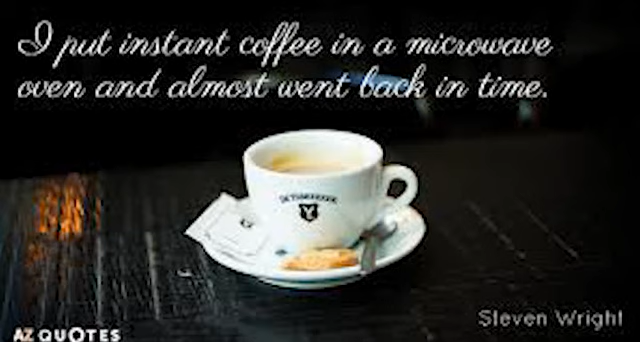 I put instant coffee in a microwave
oven and almost went back in time.
Steven Wright
AZ QUOTES